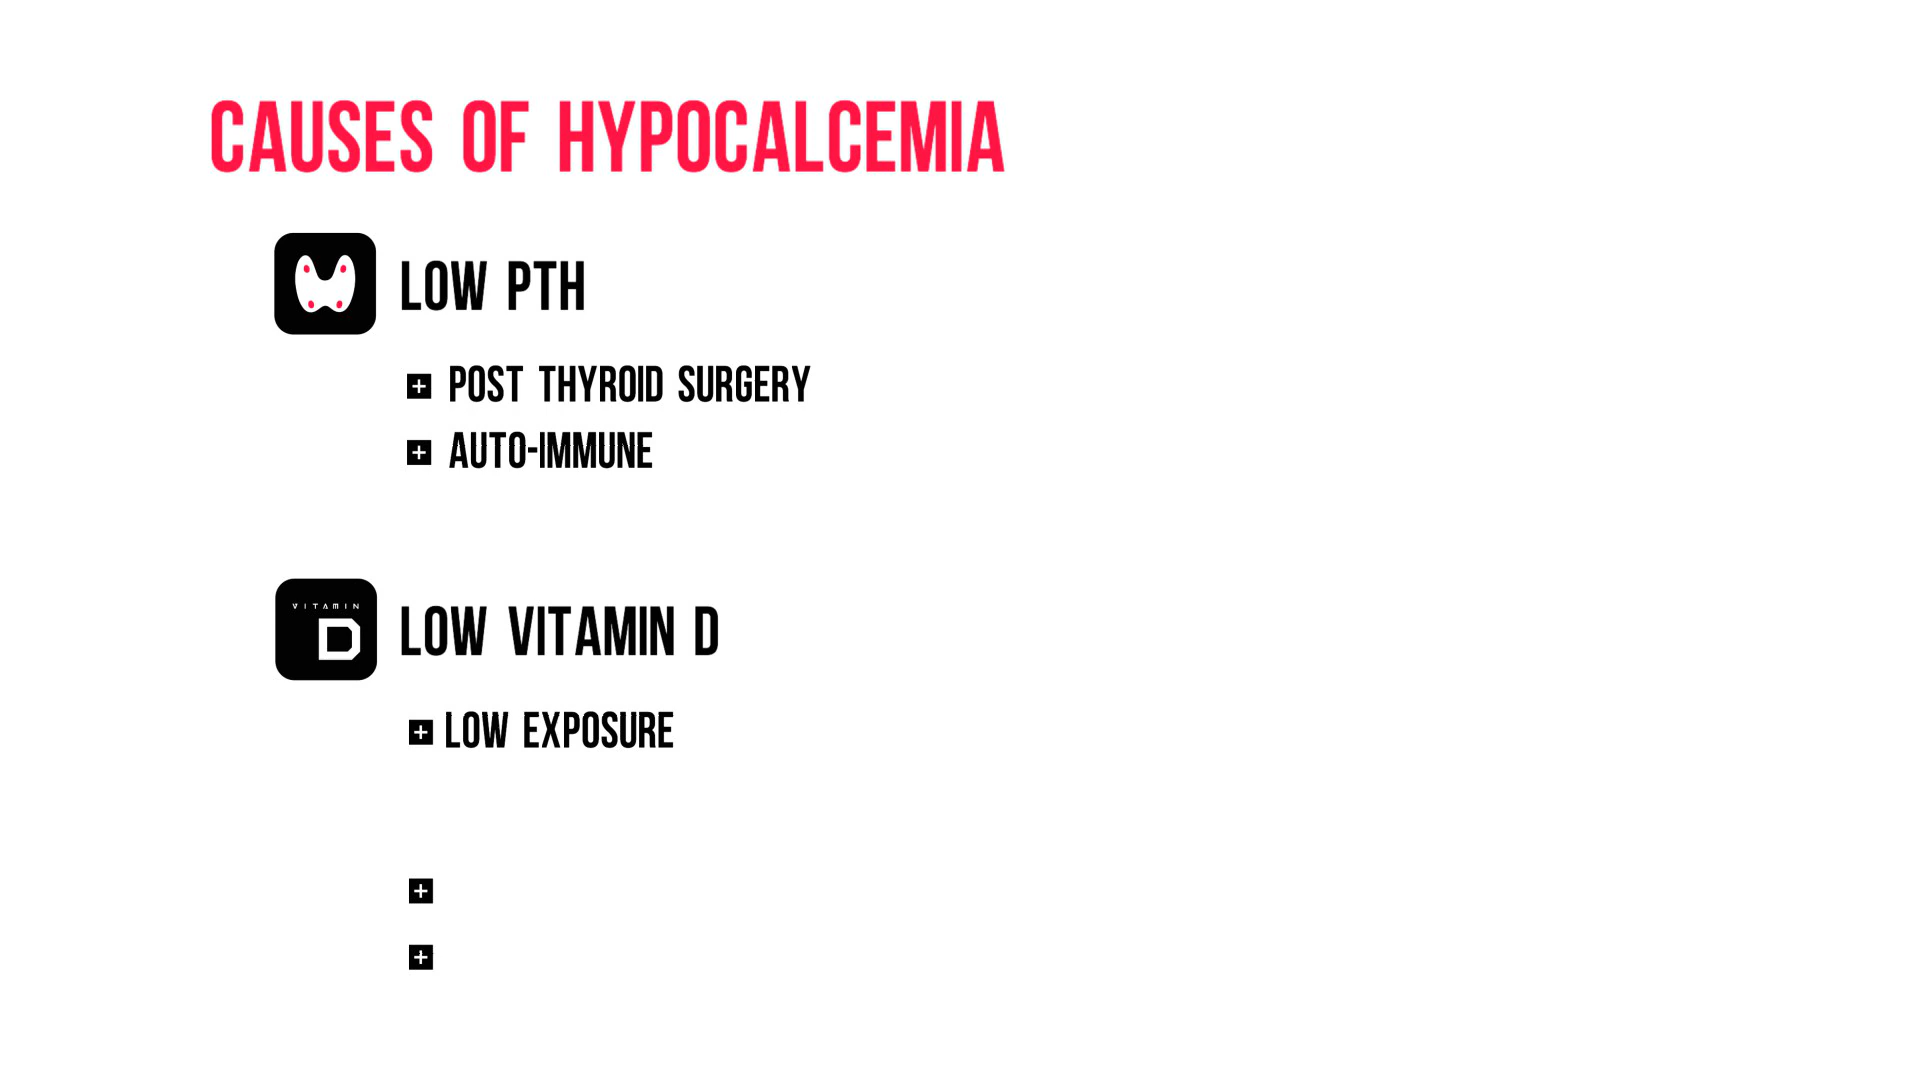 CAUSES OF HYPOCALCEMIA
LOW PTH
POST THYROID SURGERY
AUTO-IMMUNE
VITAMIN
D
LOW VITAMIN D
LOW EXPOSURE